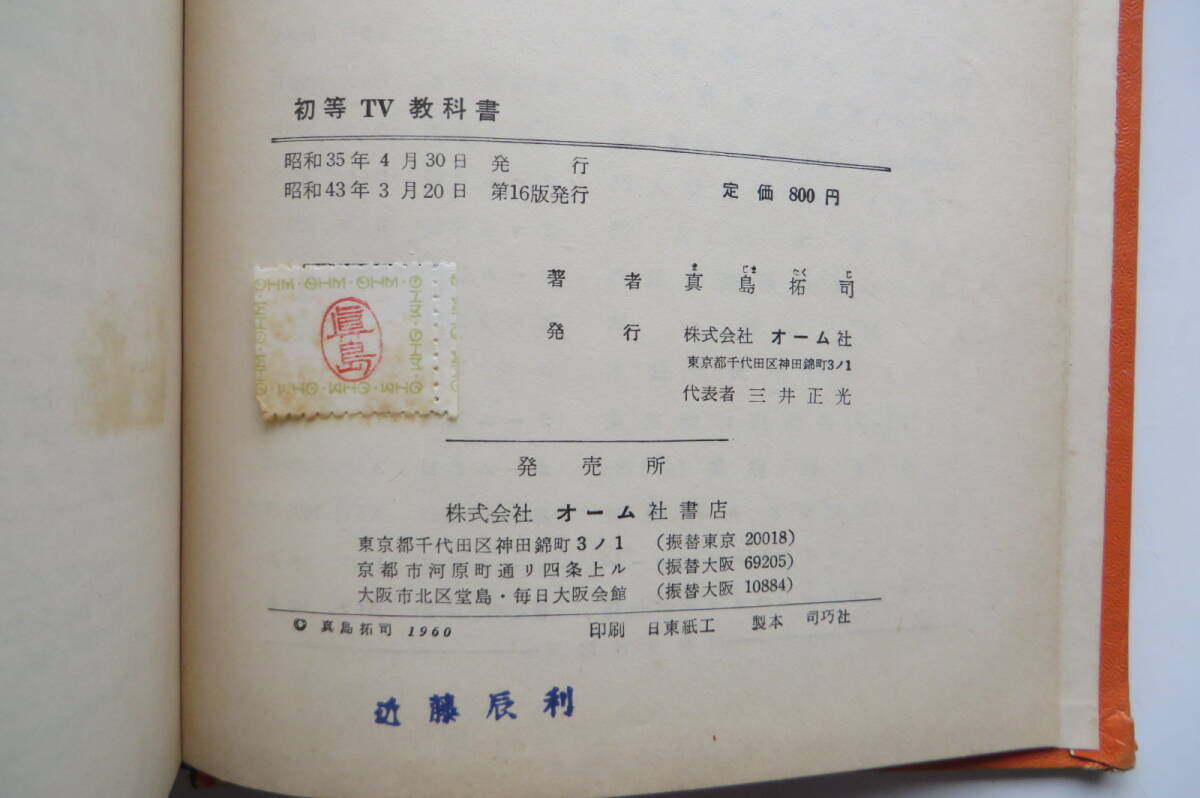 初等 TV 教科書
昭和35年 4 月30日 発 行
昭和43年 3 月20日 第16版発行 定 価 800 円
著 者 真 島 拓 司
ま じま たく じ
発 行 株式会社 オーム社
東京都千代田区神田錦町3ノ1
代表者 三 井 正 光
眞島
発 売 所
株式会社 オーム社書店
東京都千代田区神田錦町3ノ1 (振替東京 20018)
京都市河原町通リ四条上ル (振替大阪 69205)
大阪市北区堂島・毎日大阪会館 (振替大阪 10884)
© 真島拓司 1960 印刷 日東紙工 製本 司巧社
近藤辰利